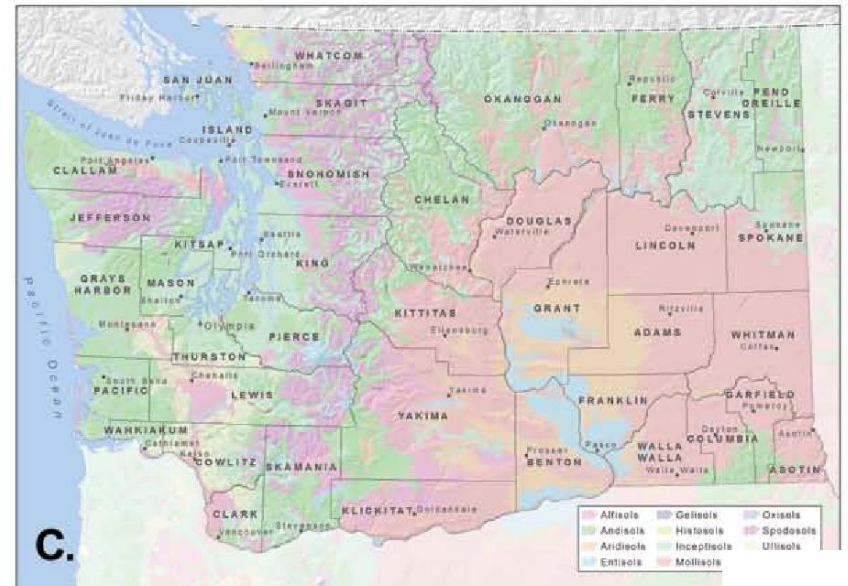 WHATCOM
Bellingham
SAN JUAN
Friday Harbor
SKAGIT
Mount Vernon
OKANOGAN
Republic
FERRY
Colville
STEVENS
PEND
OREILLE
Strait of Juan de Fuca
ISLAND
Coupeville
Okanogan
Newport
Port Angeles
CLALLAM
Port Townsend
SNOHOMISH
Everett
CHELAN
JEFFERSON
DOUGLAS
Waterville
Davenport
LINCOLN
Spokane
SPOKANE
KITSAP
Port Orchard
Seattle
KING
Wenatchee
Pacific Ocean
GRAYS
HARBOR
MASON
Shelton
Tacoma
Ephrata
GRANT
Ritzville
ADAMS
WHITMAN
Colfax
KITTITAS
Ellensburg
Montesano
Olympia
PIERCE
THURSTON
Chehalis
South Bend
PACIFIC
LEWIS
Yakima
YAKIMA
FRANKLIN
GARFIELD
Pomeroy
WAHKIAKUM
Cathlamet
Kelso
COWLITZ
SKAMANIA
Prosser
BENTON
Pasco
WALLA
WALLA
Walla Walla
Dayton
COLUMBIA
Asotin
ASOTIN
CLARK
Vancouver
Stevenson
KLICKITAT
Goldendale
C.
Alfisols
Gelisols
Oxisols
Andisols
Histosols
Spodosols
Aridisols
Inceptisols
Ultisols
Entisols
Mollisols